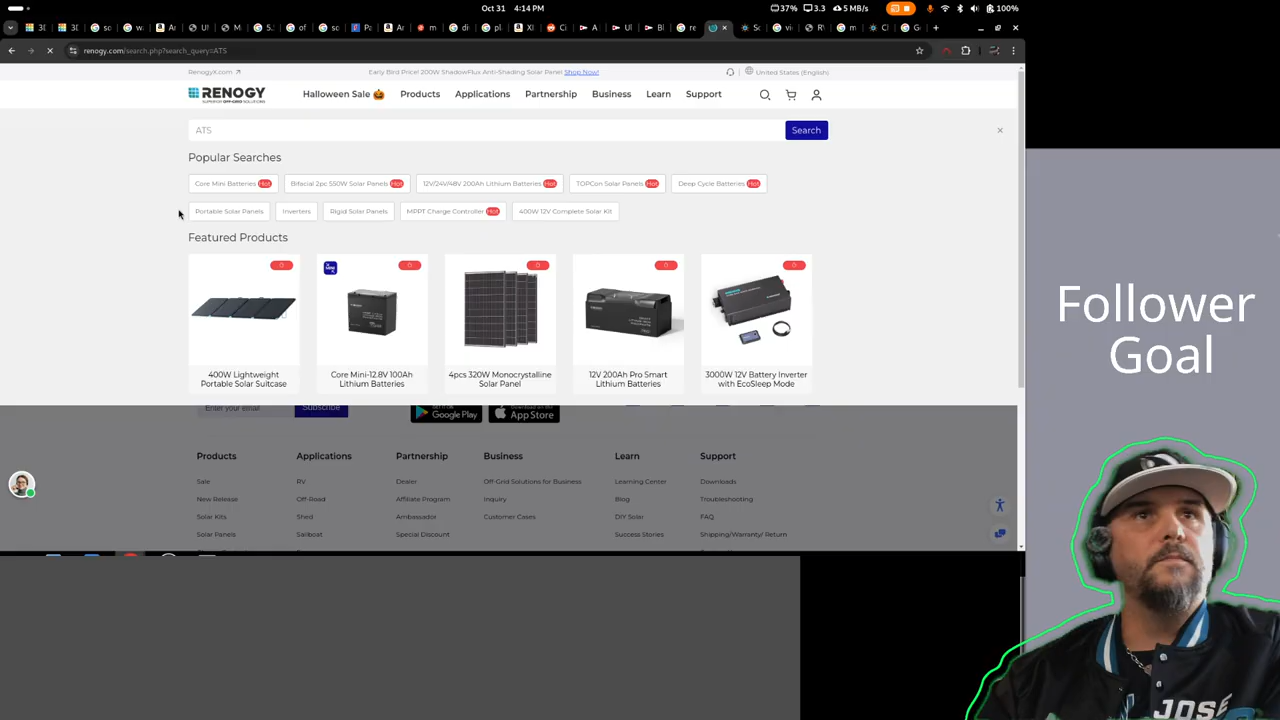 Oct 31 4:14 PM
37% 3.3 5 MB/s 100%
renogy.com/search.php?search_query=ATS
RenogyX.com
Early Bird Price! 200W ShadowFlux Anti-Shading Solar Panel Shop Now!
United States (English)
RENOGY
Halloween Sale Products Applications Partnership Business Learn Support
ATS
Search
Popular Searches
Core Mini Batteries Hot
Bifacial 2pc 550W Solar Panels Hot
12V/24V/48V 200Ah Lithium Batteries Hot
TOPCon Solar Panels Hot
Deep Cycle Batteries Hot
Portable Solar Panels
Inverters
Rigid Solar Panels
MPPT Charge Controller Hot
400W 12V Complete Solar Kit
Featured Products
400W Lightweight
Portable Solar Suitcase
Core Mini-12.8V 100Ah
Lithium Batteries
4pcs 320W Monocrystalline
Solar Panel
12V 200Ah Pro Smart
Lithium Batteries
3000W 12V Battery Inverter
with EcoSleep Mode
Enter your email
Subscribe
Google Play
App Store
Products Applications Partnership Business Learn Support
Sale RV Dealer Off-Grid Solutions for Business Learning Center Downloads
New Release Off-Road Affiliate Program Inquiry Blog Troubleshooting
Solar Kits Shed Ambassador Customer Cases DIY Solar FAQ
Solar Panels Sailboat Special Discount Success Stories Shipping/Warranty/ Return
Follower
Goal
JOSÉ